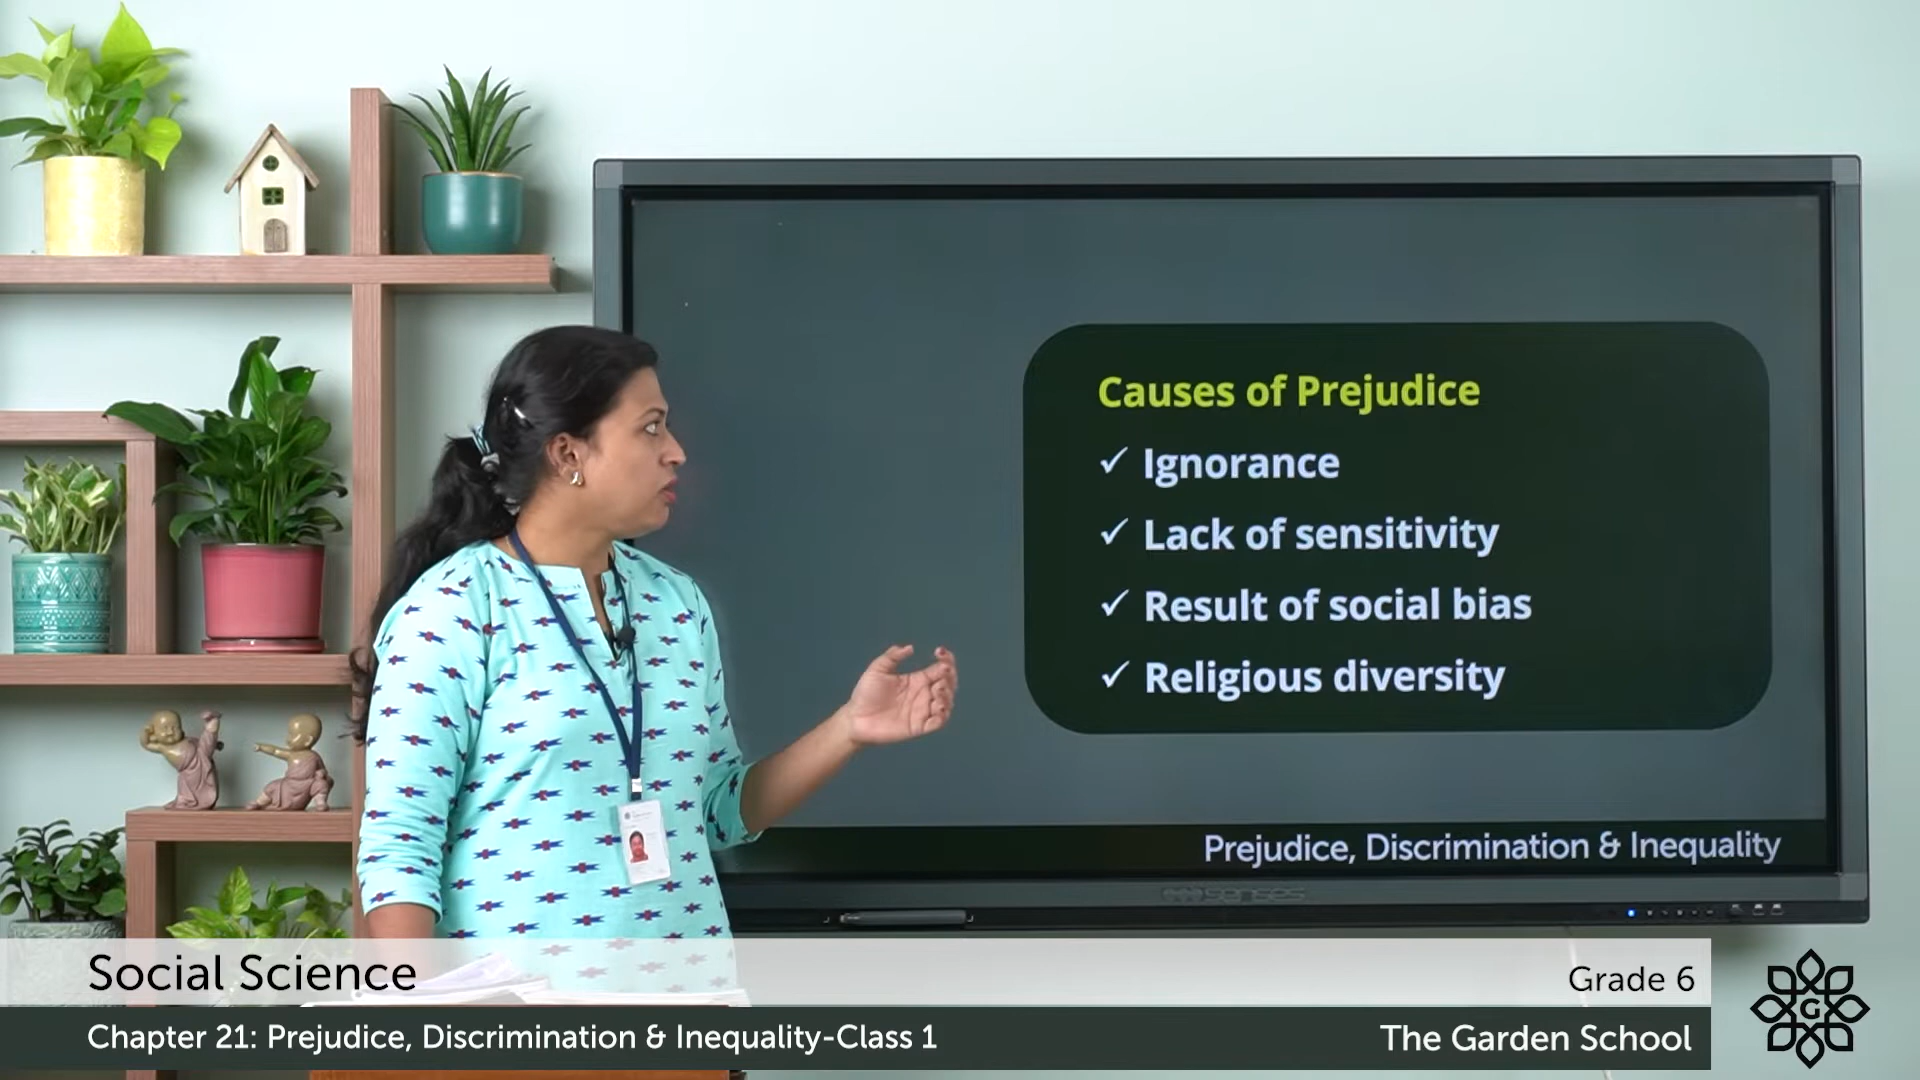 Causes of Prejudice
✓ Ignorance
✓ Lack of sensitivity
✓ Result of social bias
✓ Religious diversity
Prejudice, Discrimination & Inequality
Social Science
Grade 6
Chapter 21: Prejudice, Discrimination & Inequality-Class 1
The Garden School
G